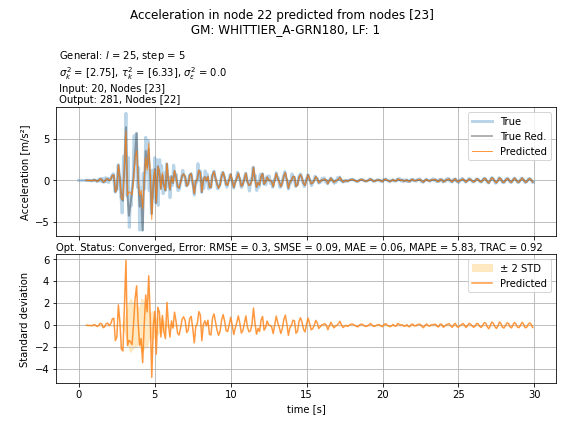 Acceleration in node 22 predicted from nodes [23]
GM: WHITTIER_A-GRN180, LF: 1
General: l = 25, step = 5
σ²ₖ = [2.75], τ²ₖ = [6.33], σ²ε = 0.0
Input: 20, Nodes [23]
Output: 281, Nodes [22]
Acceleration [m/s²]
5
0
−5
True
True Red.
Predicted
Opt. Status: Converged, Error: RMSE = 0.3, SMSE = 0.09, MAE = 0.06, MAPE = 5.83, TRAC = 0.92
Standard deviation
6
4
2
0
−2
−4
± 2 STD
Predicted
0 5 10 15 20 25 30
time [s]